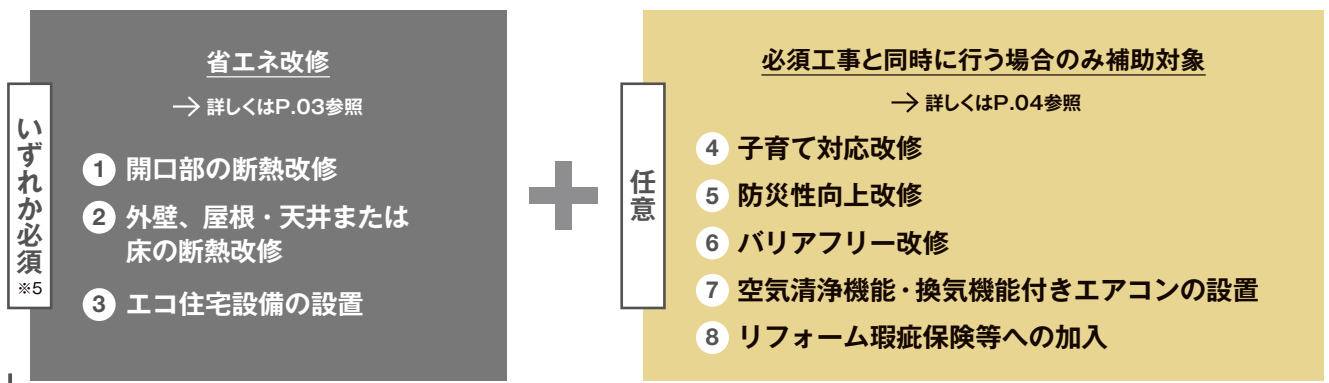 いずれか必須
※5
省エネ改修
→ 詳しくはP.03参照
1 開口部の断熱改修
2 外壁、屋根・天井または
床の断熱改修
3 エコ住宅設備の設置
+
任意
必須工事と同時に行う場合のみ補助対象
→ 詳しくはP.04参照
4 子育て対応改修
5 防災性向上改修
6 バリアフリー改修
7 空気清浄機能・換気機能付きエアコンの設置
8 リフォーム瑕疵保険等への加入